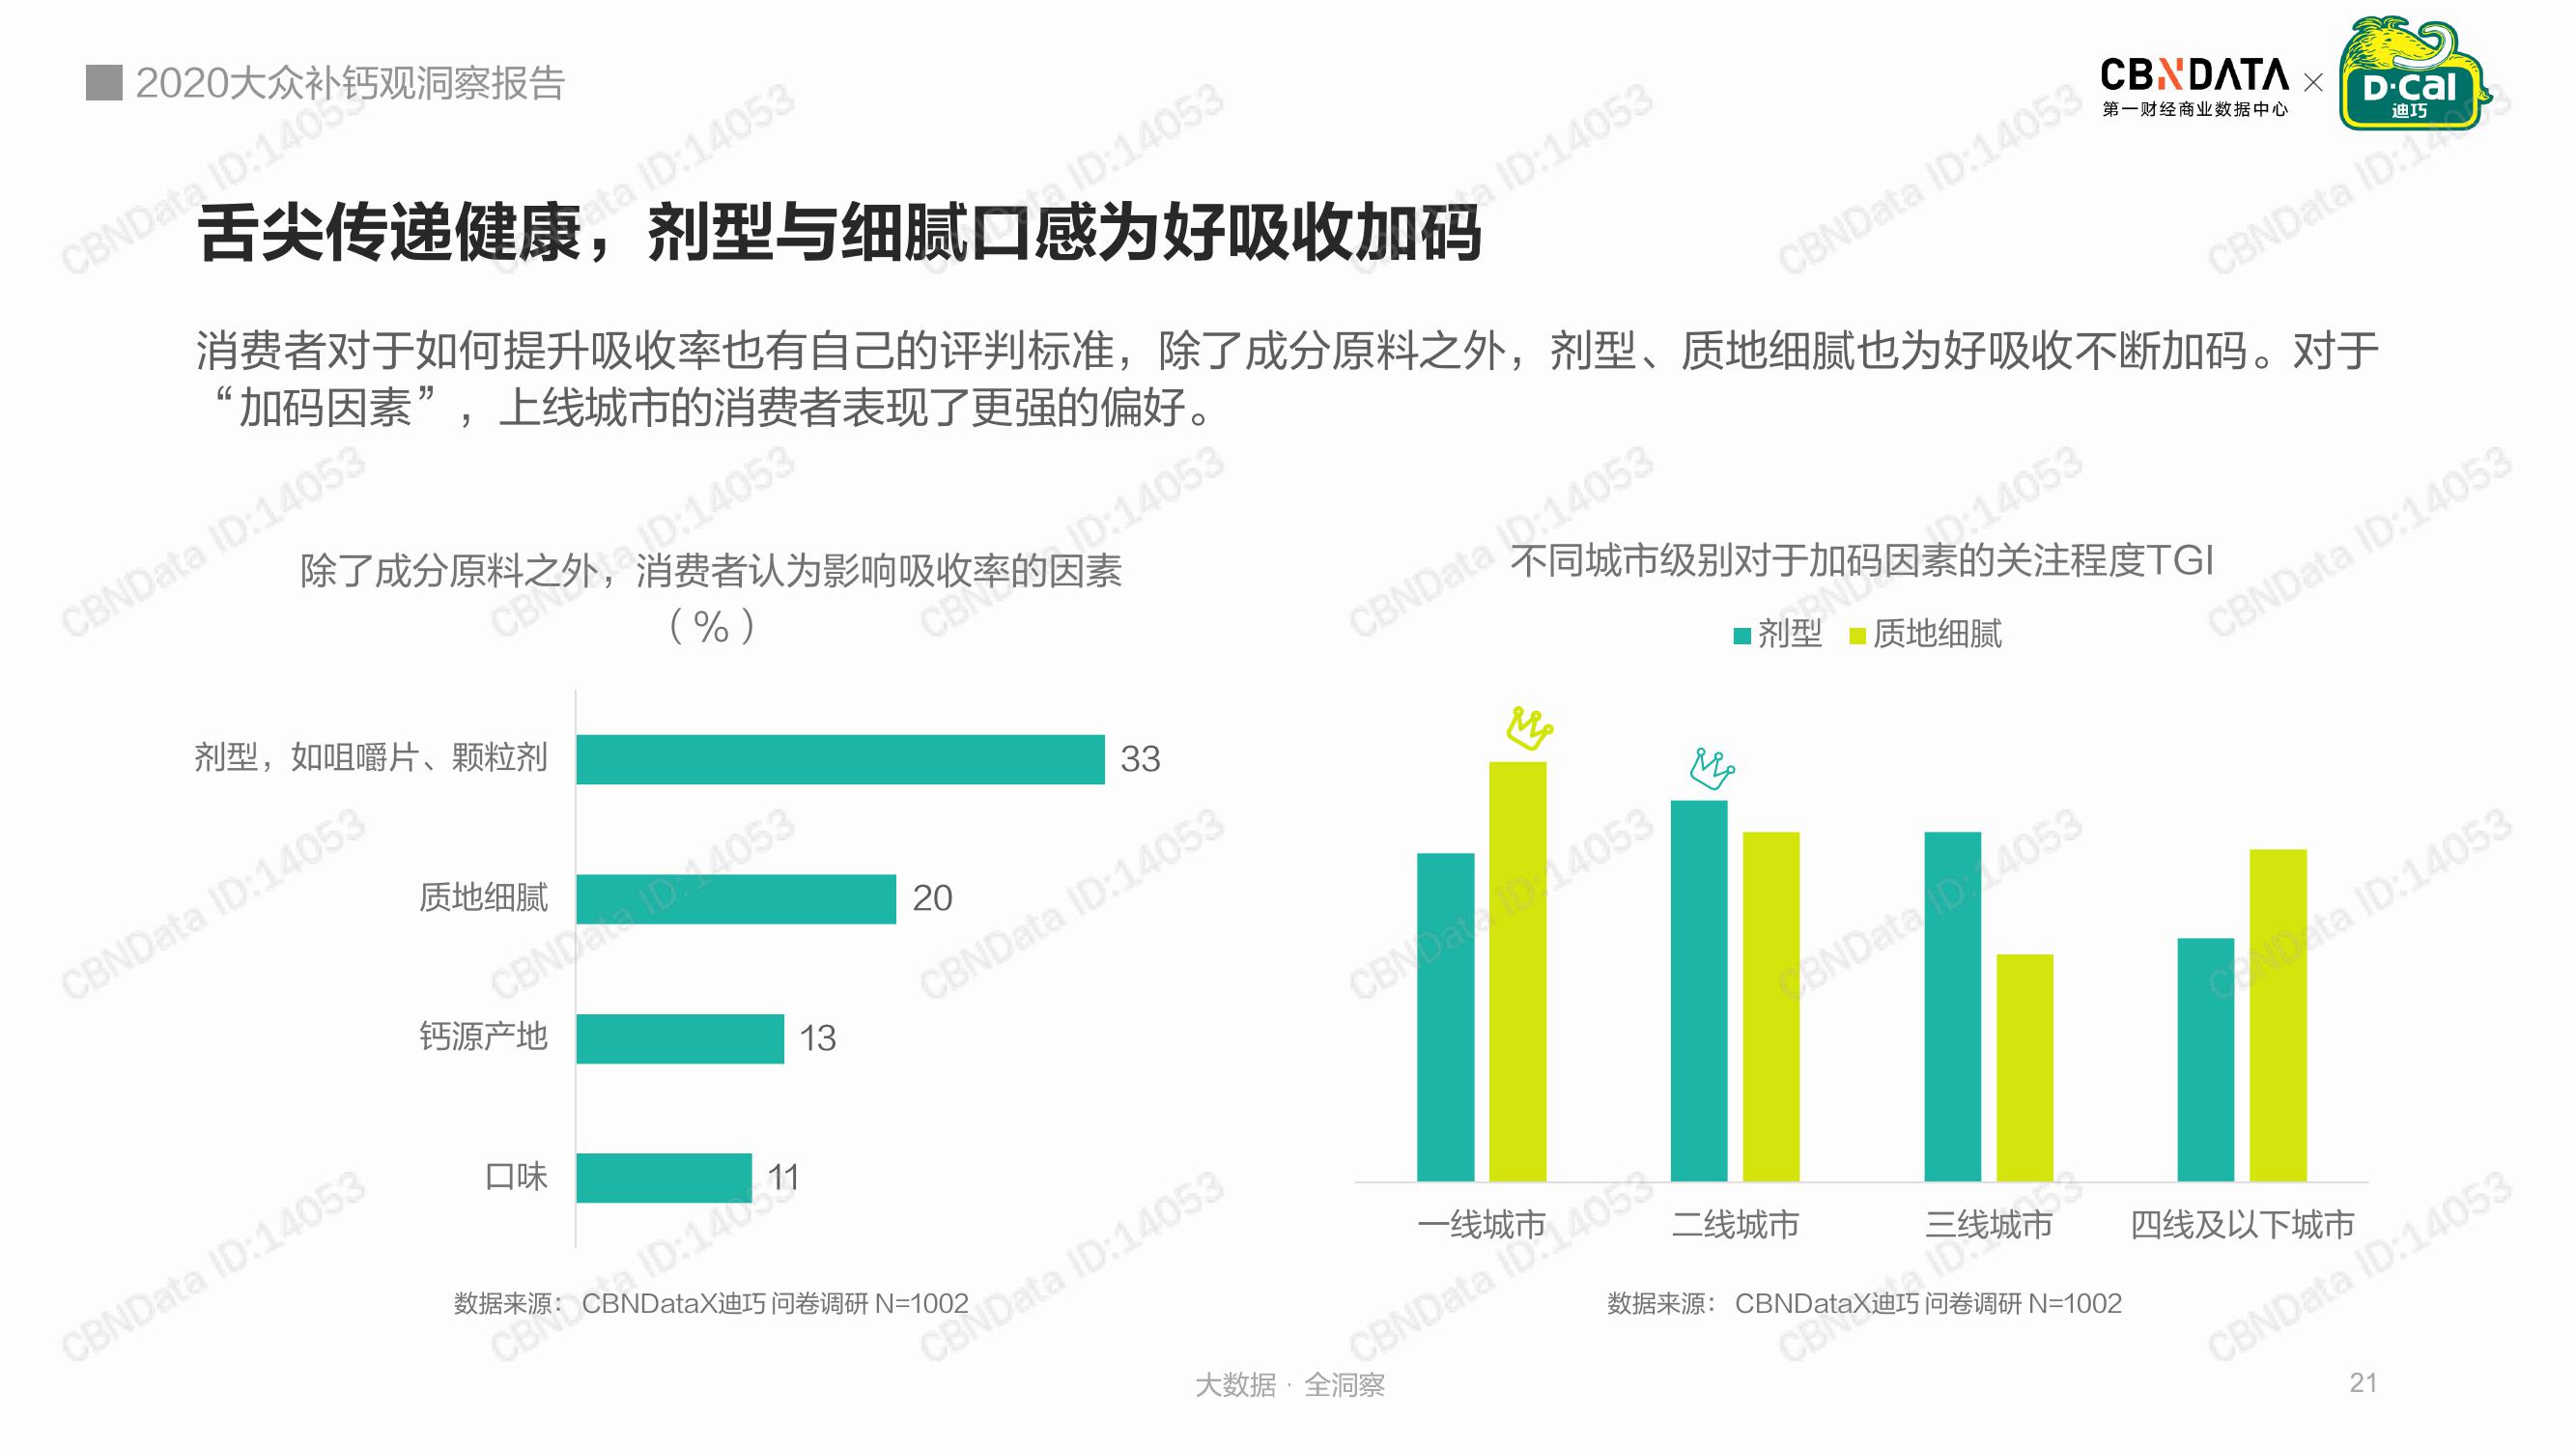 2020大众补钙观洞察报告
CBNDATA
第一财经商业数据中心
×
D·Cal
迪巧
舌尖传递健康，剂型与细腻口感为好吸收加码
消费者对于如何提升吸收率也有自己的评判标准，除了成分原料之外，剂型、质地细腻也为好吸收不断加码。对于
“加码因素”，上线城市的消费者表现了更强的偏好。
除了成分原料之外，消费者认为影响吸收率的因素
（%）
剂型，如咀嚼片、颗粒剂 33
质地细腻 20
钙源产地 13
口味 11
数据来源： CBNDataX迪巧 问卷调研 N=1002
不同城市级别对于加码因素的关注程度TGI
剂型 质地细腻
一线城市 二线城市 三线城市 四线及以下城市
数据来源： CBNDataX迪巧 问卷调研 N=1002
大数据 · 全洞察
21
CBNData ID:14053